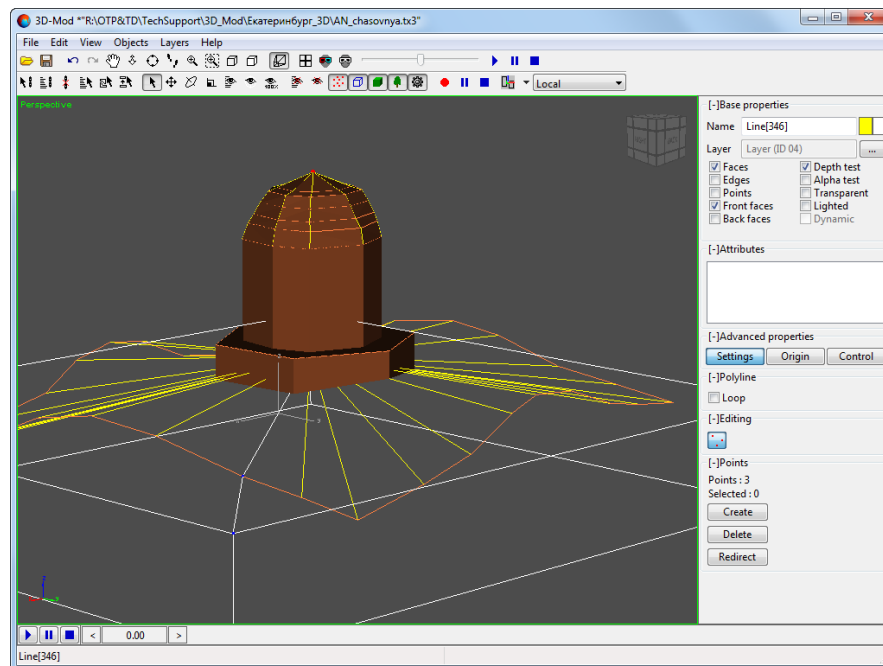 3D-Mod *"R:\OTP&TD\TechSupport\3D_Mod\Екатеринбург_3D\AN_chasovnya.tx3"
File Edit View Objects Layers Help
Local
Perspective
[-]Base properties
Name Line[346]
Layer Layer (ID 04) ...
Faces Depth test
Edges Alpha test
Points Transparent
Front faces Lighted
Back faces Dynamic
[-]Attributes
[-]Advanced properties
Settings Origin Control
[-]Polyline
Loop
[-]Editing
[-]Points
Points : 3
Selected : 0
Create
Delete
Redirect
< 0.00 >
Line[346]